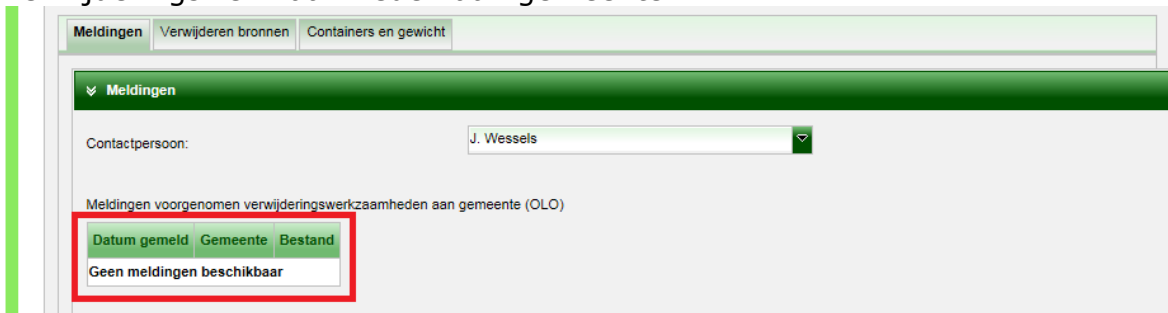 Meldingen Verwijderen bronnen Containers en gewicht
Meldingen
Contactpersoon: J. Wessels
Meldingen voorgenomen verwijderingswerkzaamheden aan gemeente (OLO)
Datum gemeld Gemeente Bestand
Geen meldingen beschikbaar